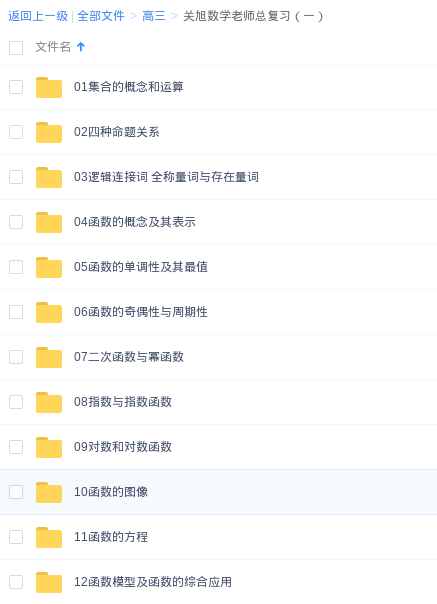 返回上一级 | 全部文件 > 高三 > 关旭数学老师总复习（一）
文件名
01集合的概念和运算
02四种命题关系
03逻辑连接词 全称量词与存在量词
04函数的概念及其表示
05函数的单调性及其最值
06函数的奇偶性与周期性
07二次函数与幂函数
08指数与指数函数
09对数和对数函数
10函数的图像
11函数的方程
12函数模型及函数的综合应用